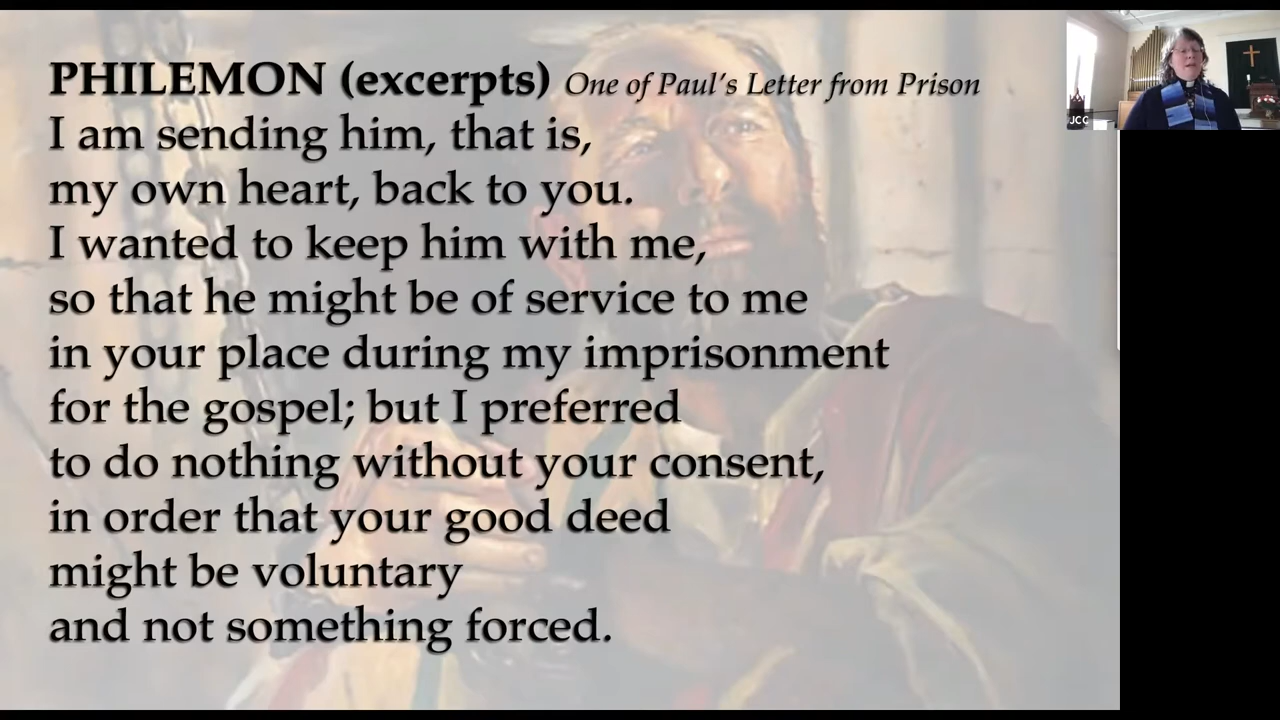 PHILEMON (excerpts) One of Paul's Letter from Prison
I am sending him, that is,
my own heart, back to you.
I wanted to keep him with me,
so that he might be of service to me
in your place during my imprisonment
for the gospel; but I preferred
to do nothing without your consent,
in order that your good deed
might be voluntary
and not something forced.